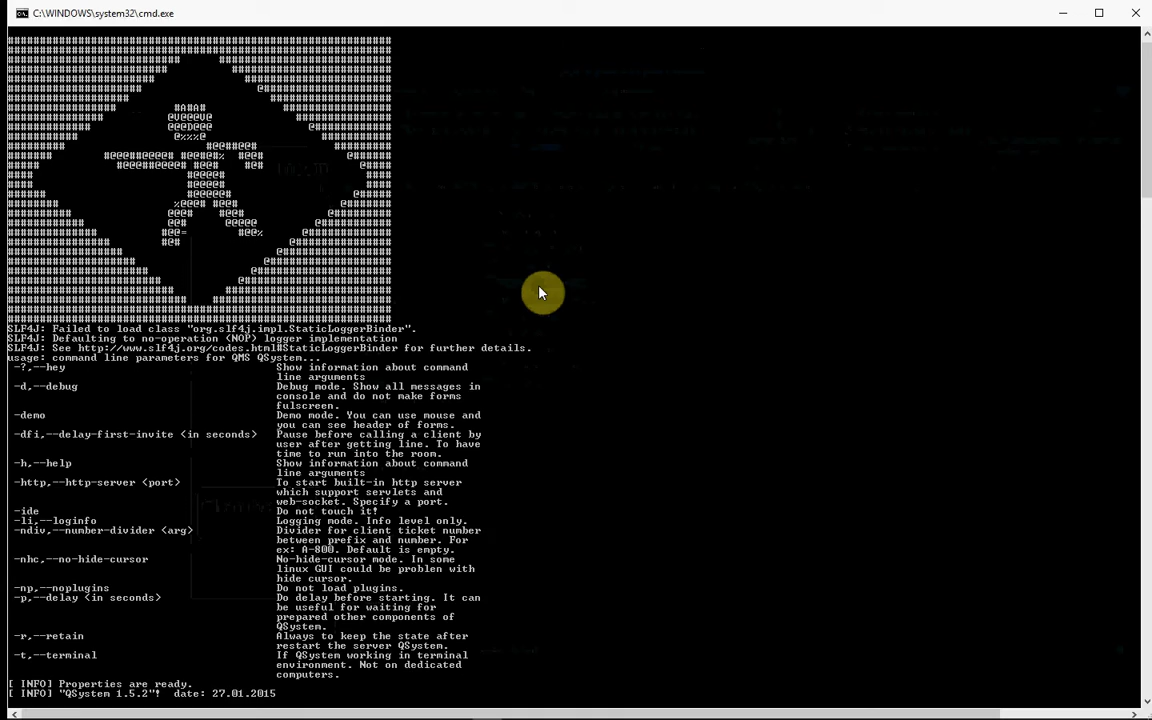 C:\WINDOWS\system32\cmd.exe
SLF4J: Failed to load class "org.slf4j.impl.StaticLoggerBinder".
SLF4J: Defaulting to no-operation (NOP) logger implementation
SLF4J: See http://www.slf4j.org/codes.html#StaticLoggerBinder for further details.
usage: command line parameters for QMS QSystem...
-?,--hey Show information about command
line arguments
-d,--debug Debug mode. Show all messages in
console and do not make forms
fulscreen.
-demo Demo mode. You can use mouse and
you can see header of forms.
-dfi,--delay-first-invite <in seconds> Pause before calling a client by
user after getting line. To have
time to run into the room.
-h,--help Show information about command
line arguments
-http,--http-server <port> To start built-in http server
which support servlets and
web-socket. Specify a port.
-ide Do not touch it!
-li,--loginfo Logging mode. Info level only.
-ndiv,--number-divider <arg> Divider for client ticket number
between prefix and number. For
ex: A-800. Default is empty.
-nhc,--no-hide-cursor No-hide-cursor mode. In some
linux GUI could be problen with
hide cursor.
-np,--noplugins Do not load plugins.
-p,--delay <in seconds> Do delay before starting. It can
be useful for waiting for
prepared other components of
QSystem.
-r,--retain Always to keep the state after
restart the server QSystem.
-t,--terminal If QSystem working in terminal
environment. Not on dedicated
computers.
[ INFO] Properties are ready.
[ INFO] "QSystem 1.5.2"! date: 27.01.2015